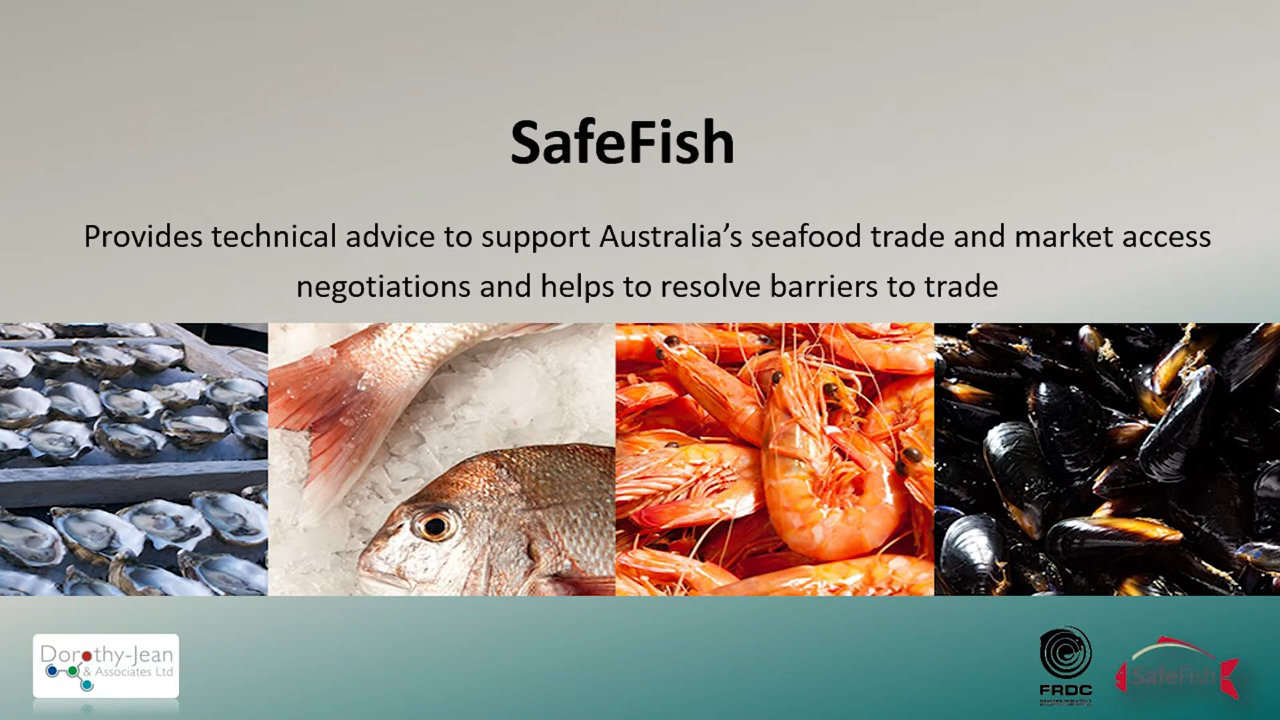 SafeFish
Provides technical advice to support Australia’s seafood trade and market access
negotiations and helps to resolve barriers to trade
Dorothy-Jean
& Associates Ltd
FRDC
SafeFish